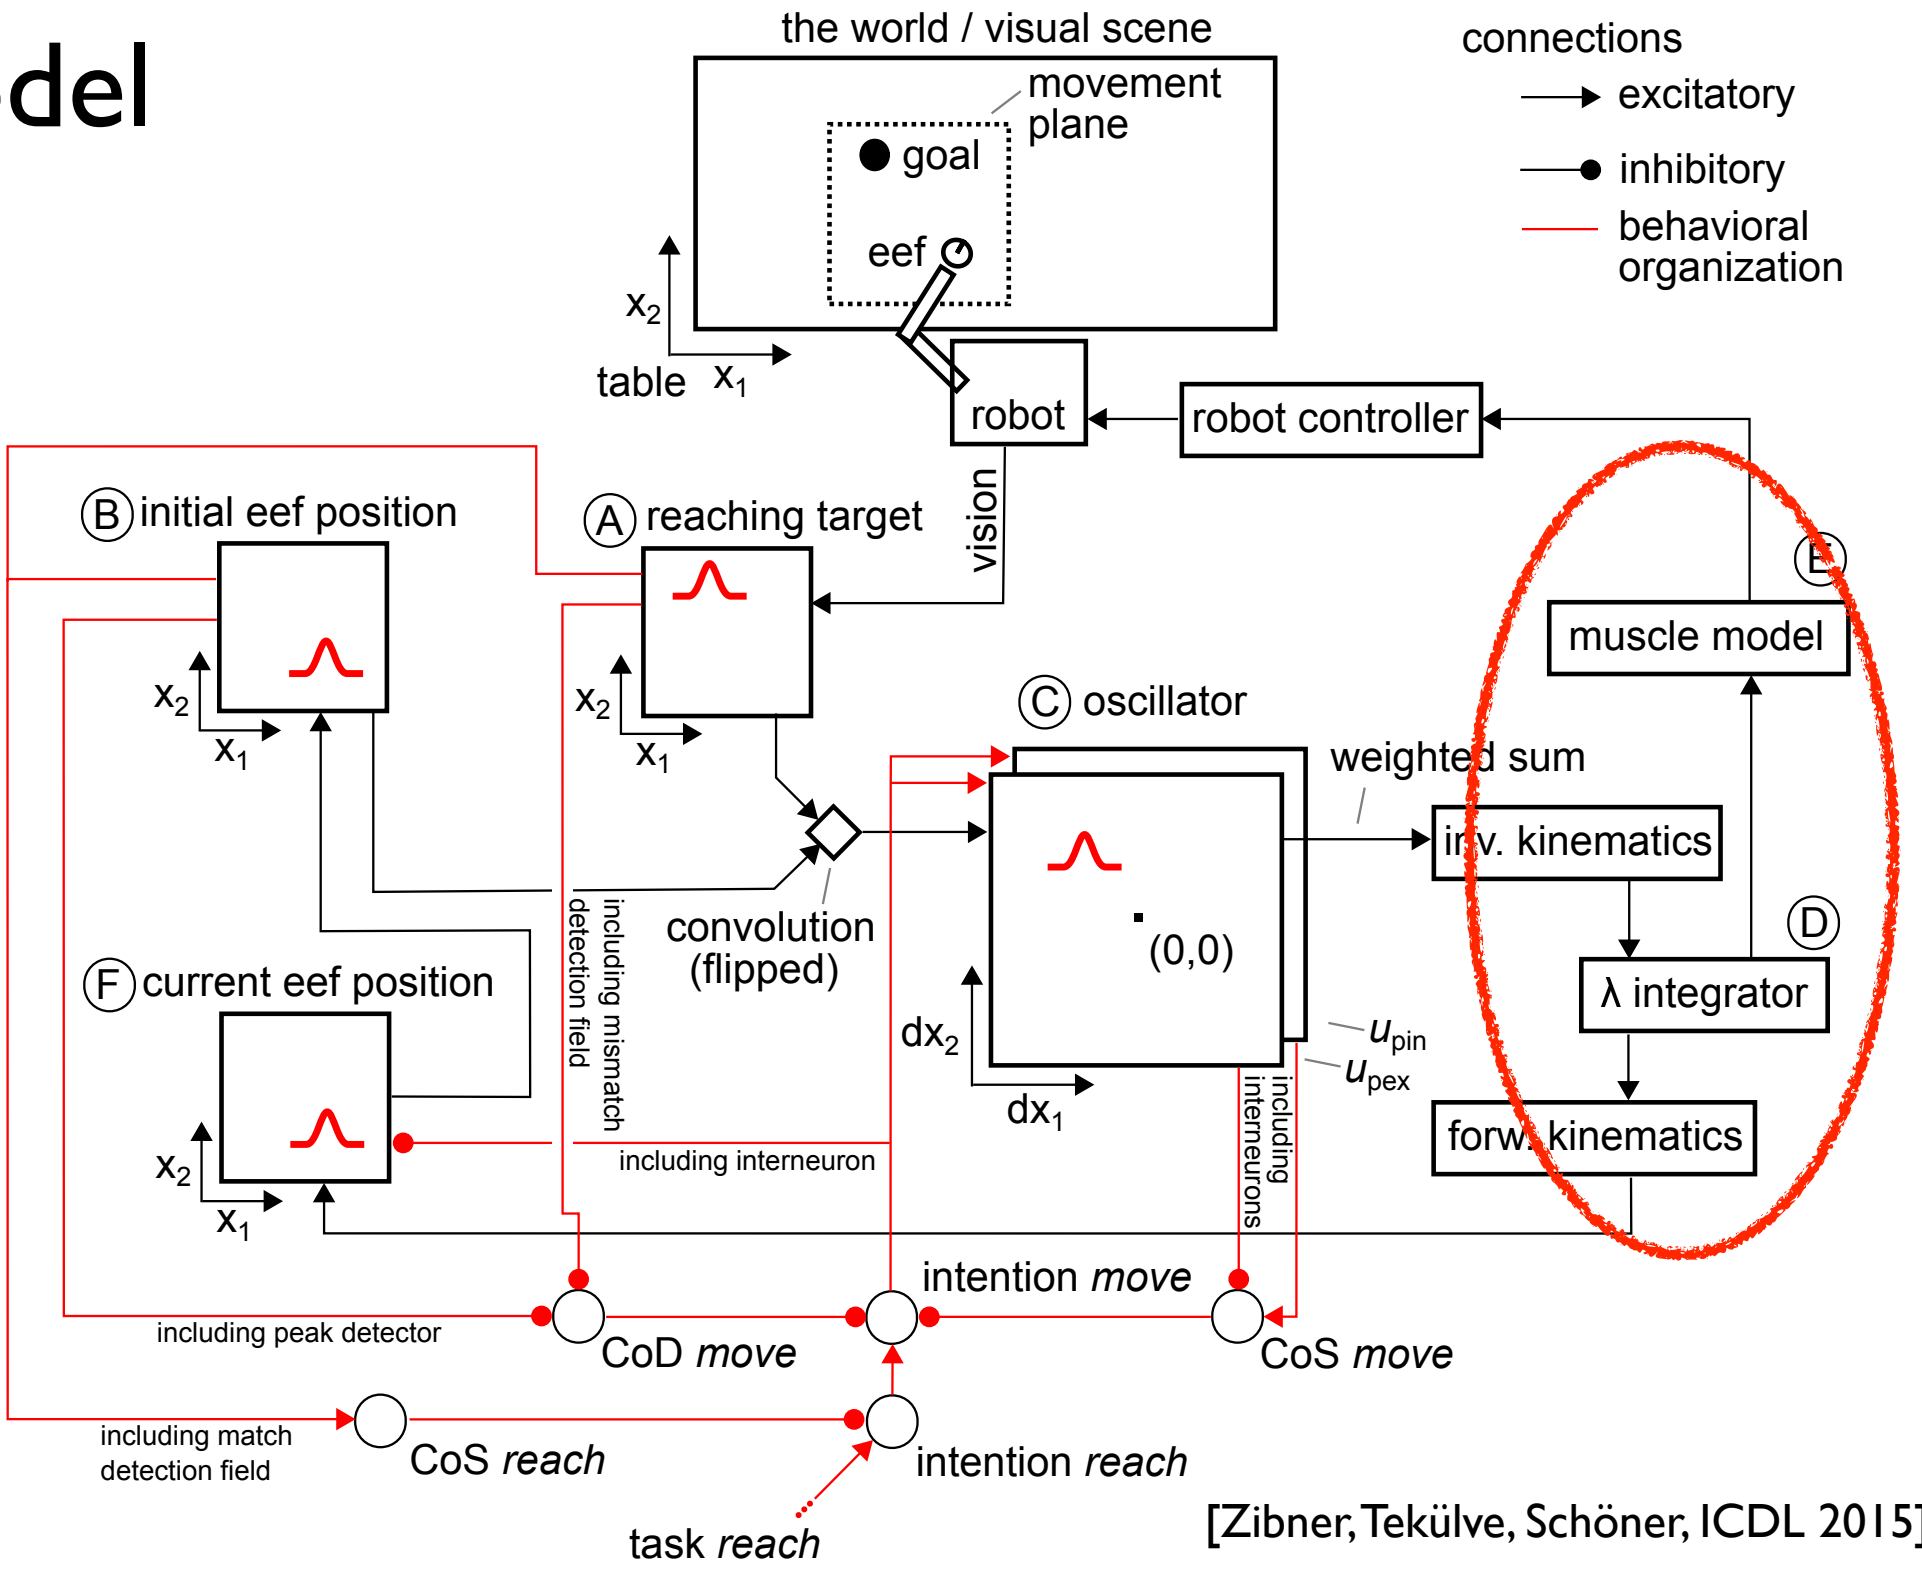 odel
the world / visual scene
movement
plane
goal
eef
x2
table
x1
connections
excitatory
inhibitory
behavioral
organization
robot
robot controller
vision
B initial eef position
x2
x1
A reaching target
x2
x1
C oscillator
weighted sum
E
muscle model
inv. kinematics
D
λ integrator
forw. kinematics
convolution
(flipped)
(0,0)
dx2
dx1
upin
upex
including mismatch
detection field
including
interneurons
F current eef position
x2
x1
including interneuron
intention move
including peak detector
CoD move
CoS move
including match
detection field
CoS reach
intention reach
task reach
[Zibner, Tekülve, Schöner, ICDL 2015]